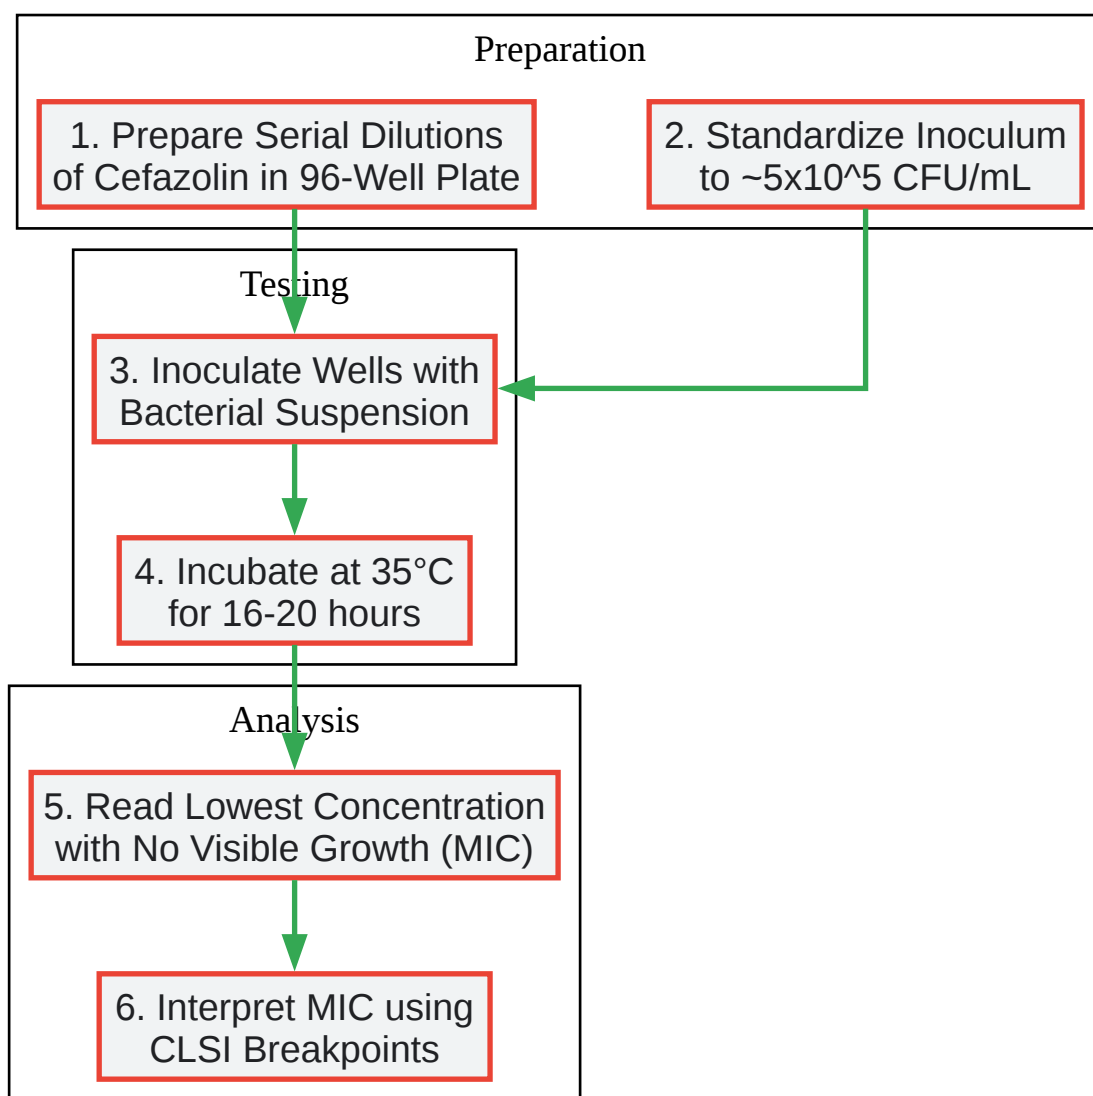 Preparation
1. Prepare Serial Dilutions
of Cefazolin in 96-Well Plate
2. Standardize Inoculum
to ~5x10^5 CFU/mL
Testing
3. Inoculate Wells with
Bacterial Suspension
4. Incubate at 35°C
for 16-20 hours
Analysis
5. Read Lowest Concentration
with No Visible Growth (MIC)
6. Interpret MIC using
CLSI Breakpoints